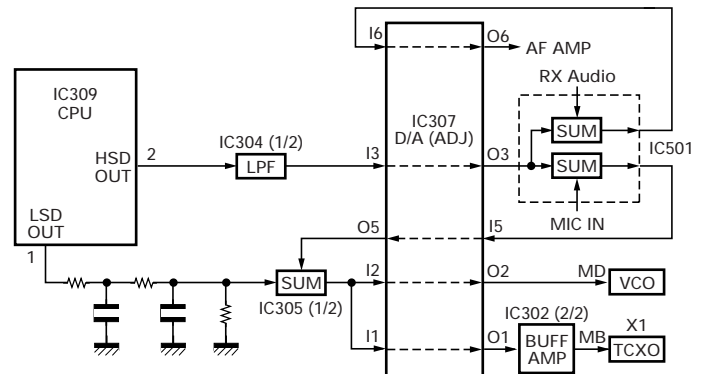 I6
O6
AF AMP
RX Audio
IC309
CPU
IC307
D/A (ADJ)
SUM
IC304 (1/2)
IC501
HSD
OUT
2
LPF
I3
O3
SUM
LSD
OUT
O5
I5
MIC IN
1
I2
O2
MD
VCO
SUM
IC305 (1/2)
IC302 (2/2)
X1
I1
O1
BUFF
AMP
MB
TCXO